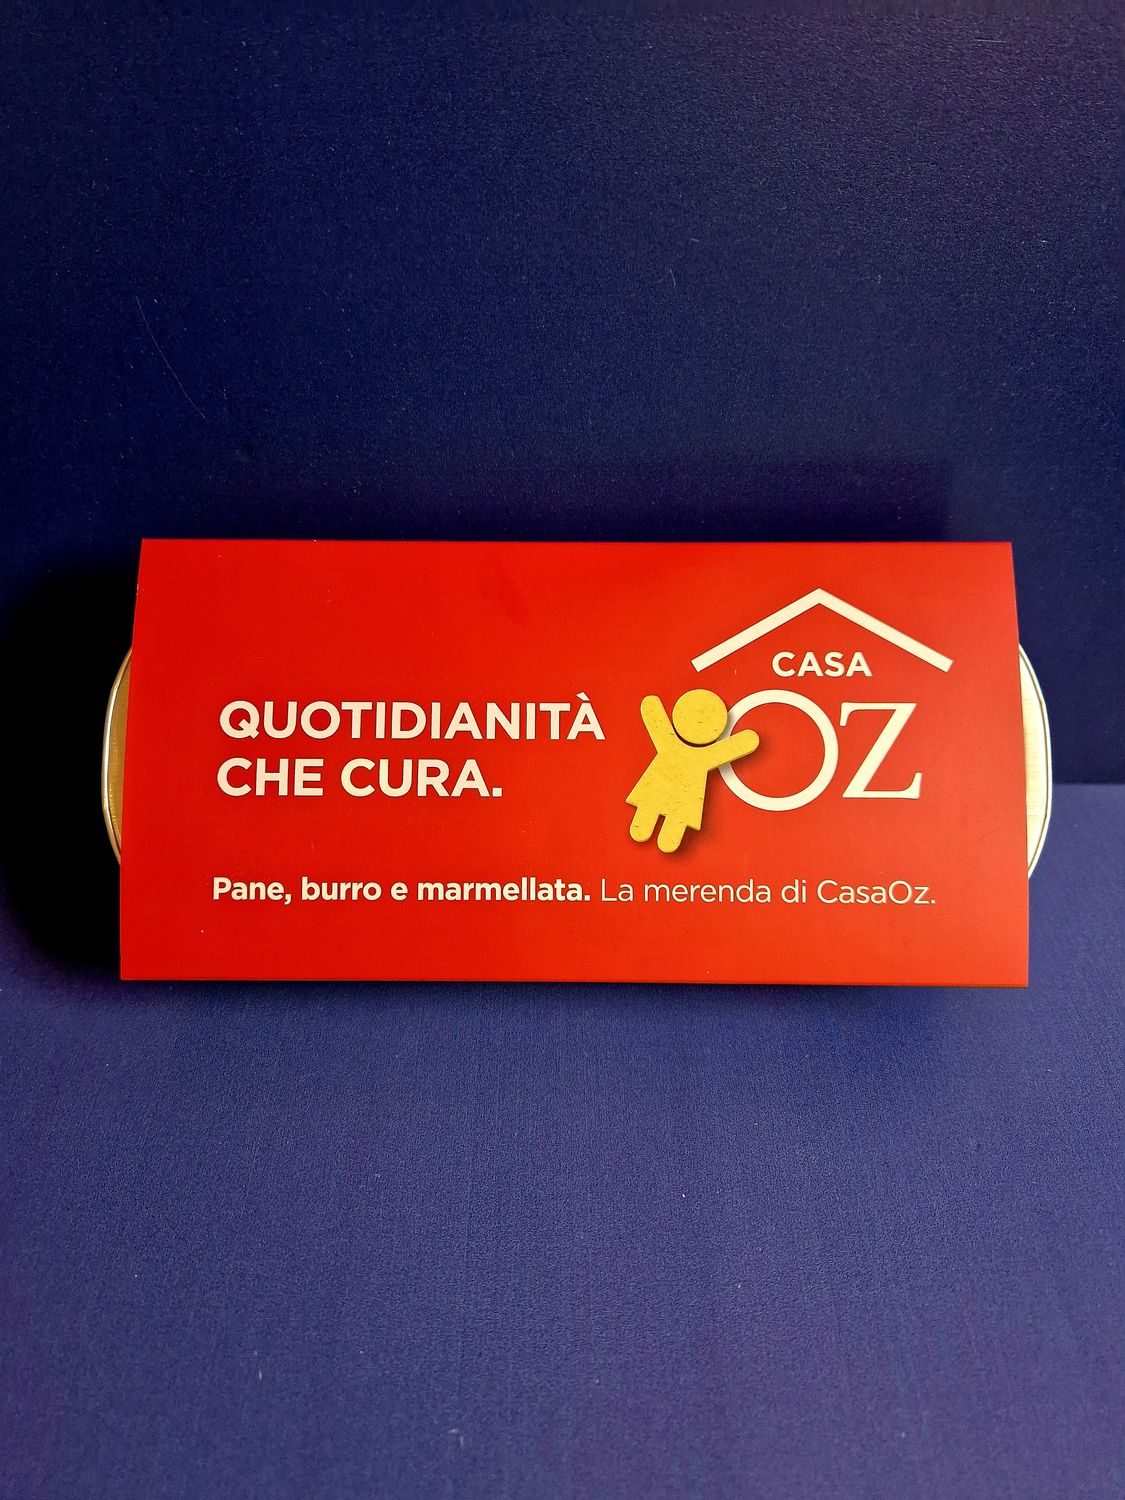 CASA
OZ
QUOTIDIANITÀ
CHE CURA.
Pane, burro e marmellata. La merenda di CasaOz.